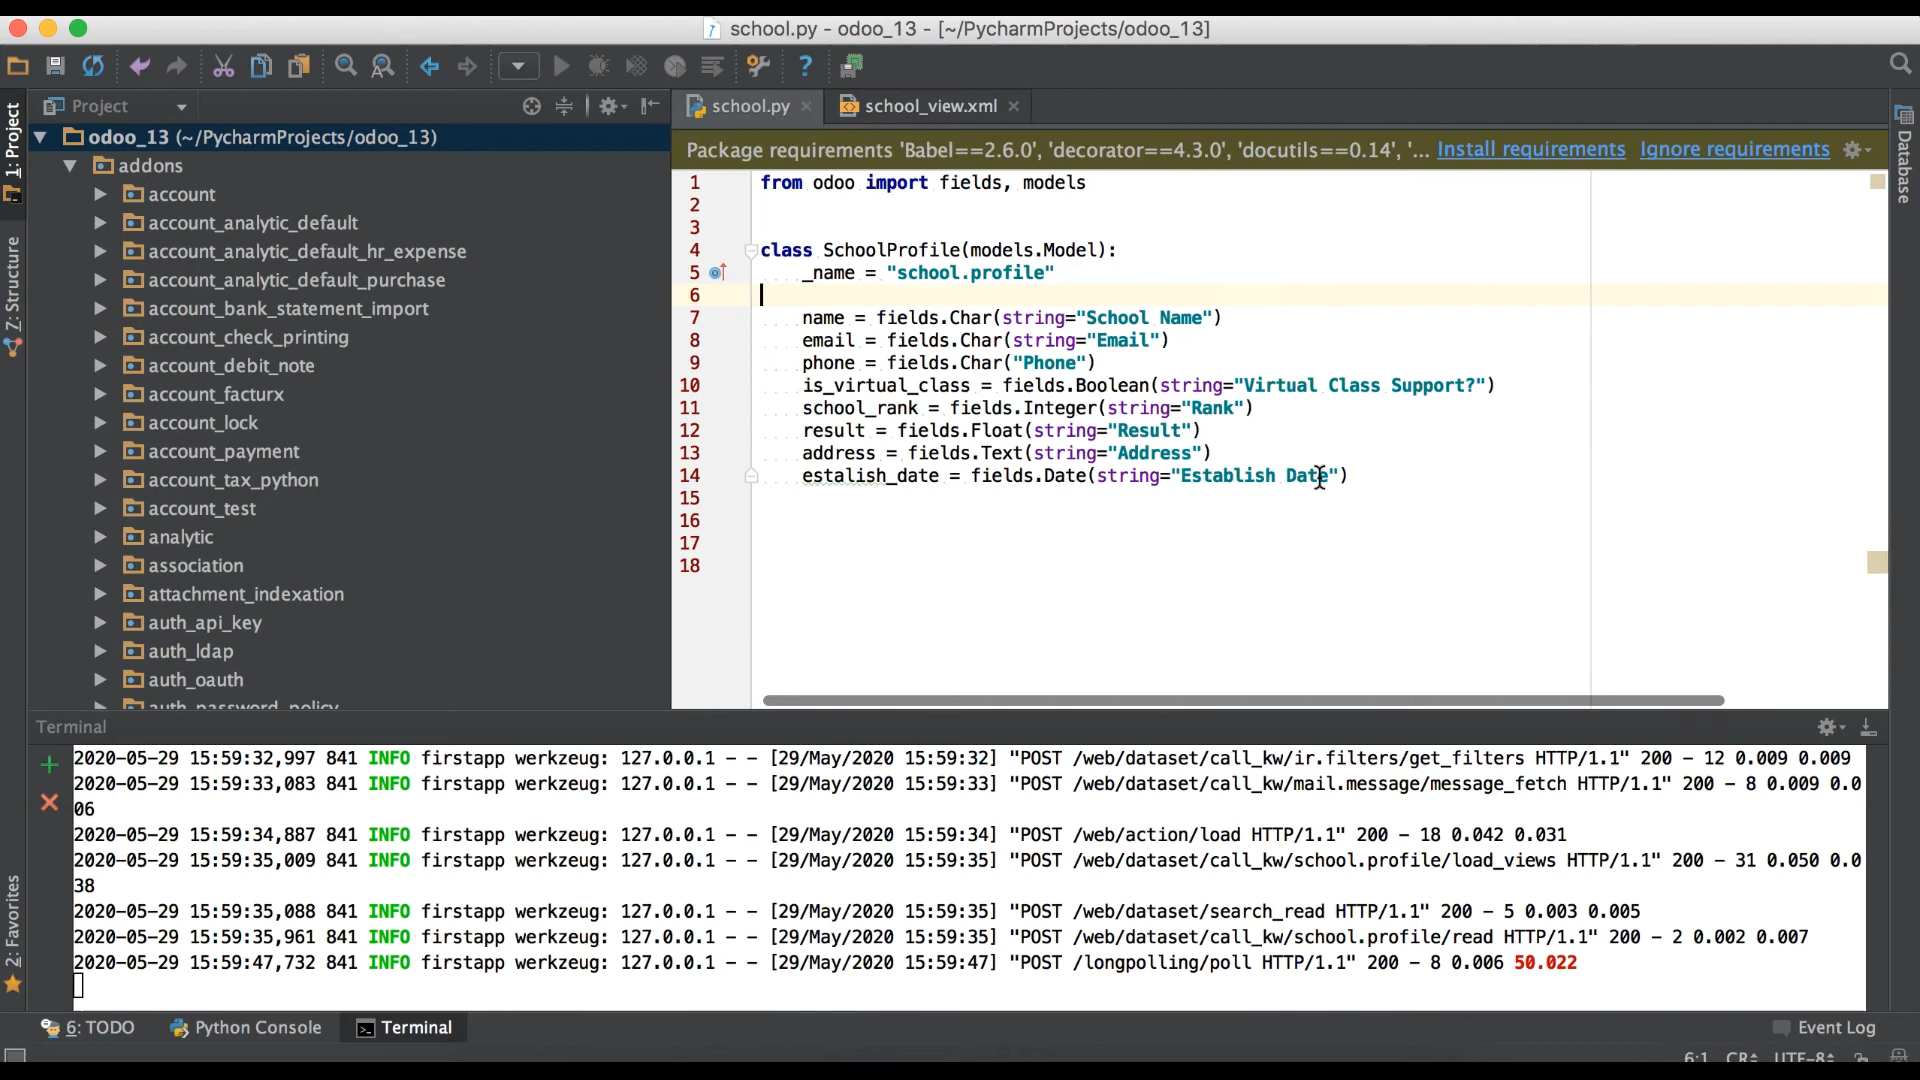 school.py - odoo_13 - [~/PycharmProjects/odoo_13]
Project
school.py
school_view.xml
1: Project
Z: Structure
2: Favorites
Database
odoo_13 (~/PycharmProjects/odoo_13)
addons
account
account_analytic_default
account_analytic_default_hr_expense
account_analytic_default_purchase
account_bank_statement_import
account_check_printing
account_debit_note
account_facturx
account_lock
account_payment
account_tax_python
account_test
analytic
association
attachment_indexation
auth_api_key
auth_ldap
auth_oauth
auth_password_policy
Package requirements 'Babel==2.6.0', 'decorator==4.3.0', 'docutils==0.14', '... Install requirements Ignore requirements
1 from odoo import fields, models
2
3
4 class SchoolProfile(models.Model):
5 _name = "school.profile"
6
7 name = fields.Char(string="School Name")
8 email = fields.Char(string="Email")
9 phone = fields.Char("Phone")
10 is_virtual_class = fields.Boolean(string="Virtual Class Support?")
11 school_rank = fields.Integer(string="Rank")
12 result = fields.Float(string="Result")
13 address = fields.Text(string="Address")
14 estalish_date = fields.Date(string="Establish Date")
15
16
17
18
Terminal
2020-05-29 15:59:32,997 841 INFO firstapp werkzeug: 127.0.0.1 - - [29/May/2020 15:59:32] "POST /web/dataset/call_kw/ir.filters/get_filters HTTP/1.1" 200 - 12 0.009 0.009
2020-05-29 15:59:33,083 841 INFO firstapp werkzeug: 127.0.0.1 - - [29/May/2020 15:59:33] "POST /web/dataset/call_kw/mail.message/message_fetch HTTP/1.1" 200 - 8 0.009 0.0
06
2020-05-29 15:59:34,887 841 INFO firstapp werkzeug: 127.0.0.1 - - [29/May/2020 15:59:34] "POST /web/action/load HTTP/1.1" 200 - 18 0.042 0.031
2020-05-29 15:59:35,009 841 INFO firstapp werkzeug: 127.0.0.1 - - [29/May/2020 15:59:35] "POST /web/dataset/call_kw/school.profile/load_views HTTP/1.1" 200 - 31 0.050 0.0
38
2020-05-29 15:59:35,088 841 INFO firstapp werkzeug: 127.0.0.1 - - [29/May/2020 15:59:35] "POST /web/dataset/search_read HTTP/1.1" 200 - 5 0.003 0.005
2020-05-29 15:59:35,961 841 INFO firstapp werkzeug: 127.0.0.1 - - [29/May/2020 15:59:35] "POST /web/dataset/call_kw/school.profile/read HTTP/1.1" 200 - 2 0.002 0.007
2020-05-29 15:59:47,732 841 INFO firstapp werkzeug: 127.0.0.1 - - [29/May/2020 15:59:47] "POST /longpolling/poll HTTP/1.1" 200 - 8 0.006 50.022
6: TODO
Python Console
Terminal
Event Log
6:1 CR UTF-8